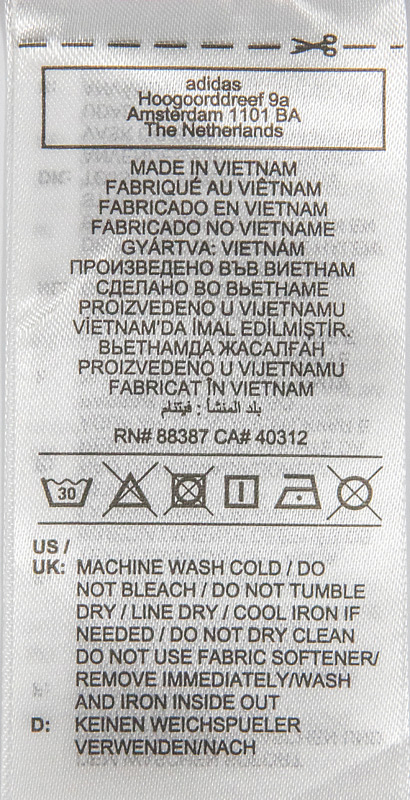 adidas
Hoogoorddreef 9a
Amsterdam 1101 BA
The Netherlands
MADE IN VIETNAM
FABRIQUÉ AU VIÊTNAM
FABRICADO EN VIETNAM
FABRICADO NO VIETNAME
GYÁRTVA: VIETNÁM
ПРОИЗВЕДЕНО ВЪВ ВИЕТНАМ
СДЕЛАНО ВО ВЬЕТНАМЕ
PROIZVEDENO U VIJETNAMU
VİETNAM'DA İMAL EDİLMİŞTİR.
ВЬЕТНАМДА ЖАСАЛҒАН
PROIZVEDENO U VIJETNAMU
FABRICAT ÎN VIETNAM
بلد المنشأ : فيتنام
RN# 88387 CA# 40312
30
US /
UK: MACHINE WASH COLD / DO
NOT BLEACH / DO NOT TUMBLE
DRY / LINE DRY / COOL IRON IF
NEEDED / DO NOT DRY CLEAN
DO NOT USE FABRIC SOFTENER/
REMOVE IMMEDIATELY/WASH
AND IRON INSIDE OUT
D: KEINEN WEICHSPUELER
VERWENDEN/NACH